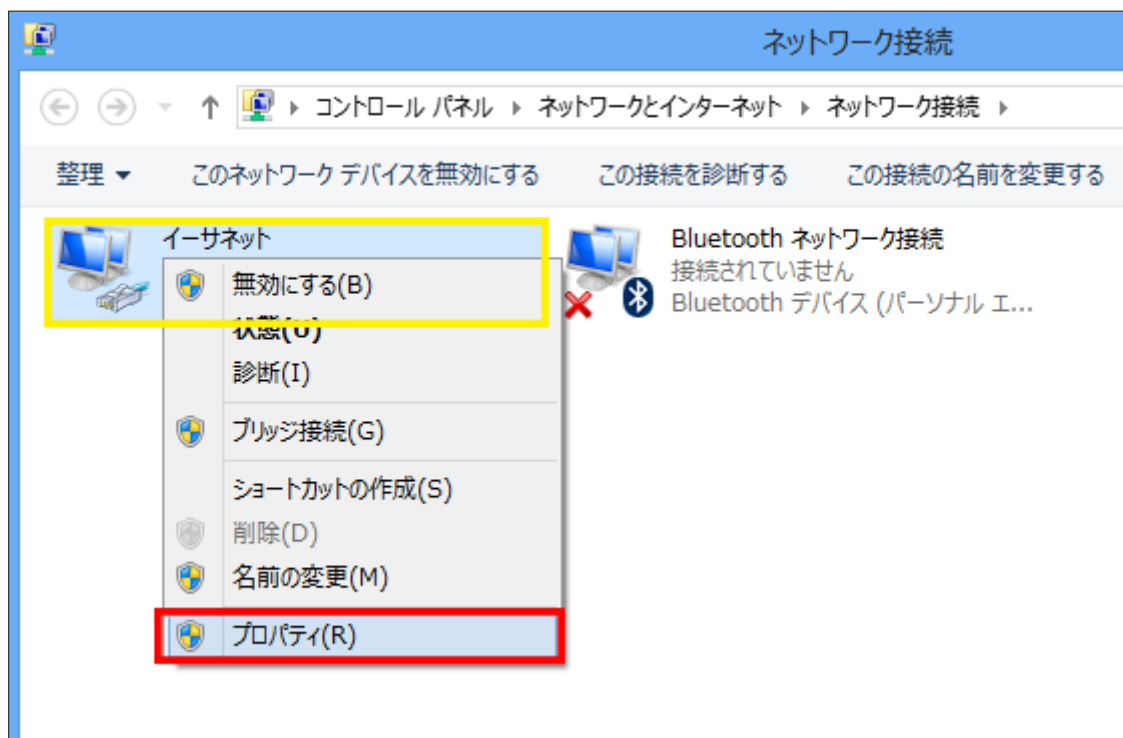 ネットワーク接続
コントロール パネル ネットワークとインターネット ネットワーク接続
整理 このネットワーク デバイスを無効にする この接続を診断する この接続の名前を変更する
イーサネット
無効にする(B)
状態(U)
診断(I)
ブリッジ接続(G)
ショートカットの作成(S)
削除(D)
名前の変更(M)
プロパティ(R)
Bluetooth ネットワーク接続
接続されていません
Bluetooth デバイス (パーソナル エ...